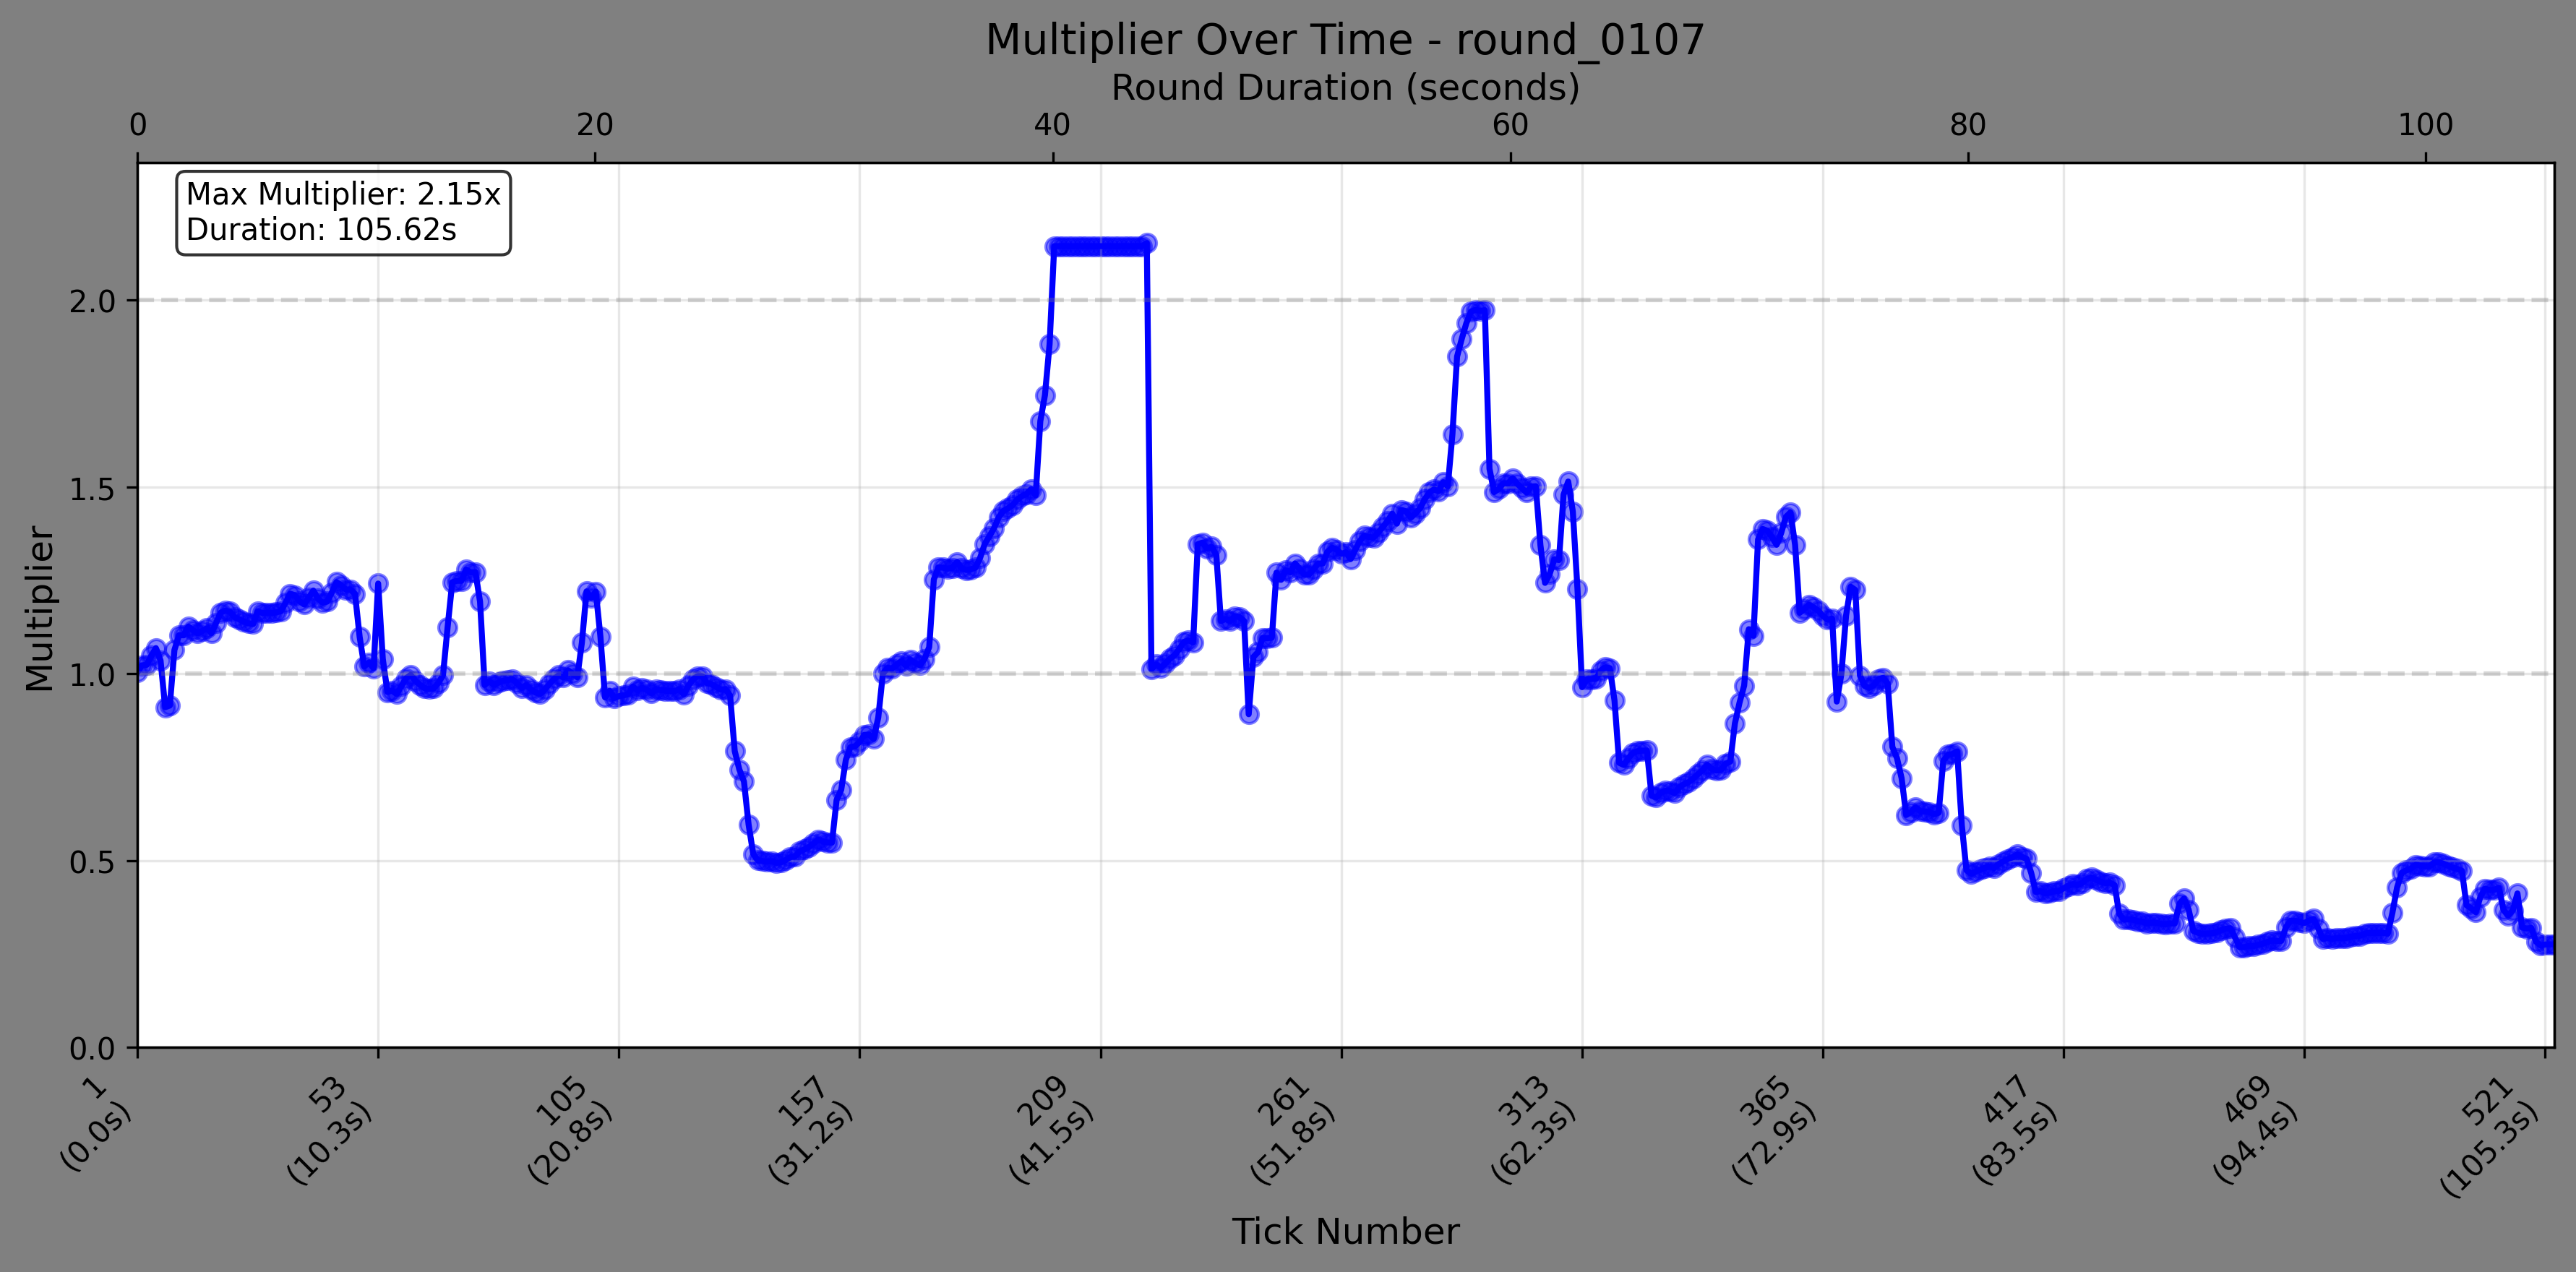 Multiplier Over Time - round_0107
Round Duration (seconds)
0 20 40 60 80 100
Max Multiplier: 2.15x
Duration: 105.62s
Multiplier
2.0
1.5
1.0
0.5
0.0
1
(0.0s)
53
(10.3s)
105
(20.8s)
157
(31.2s)
209
(41.5s)
261
(51.8s)
313
(62.3s)
365
(72.9s)
417
(83.5s)
469
(94.4s)
521
(105.3s)
Tick Number